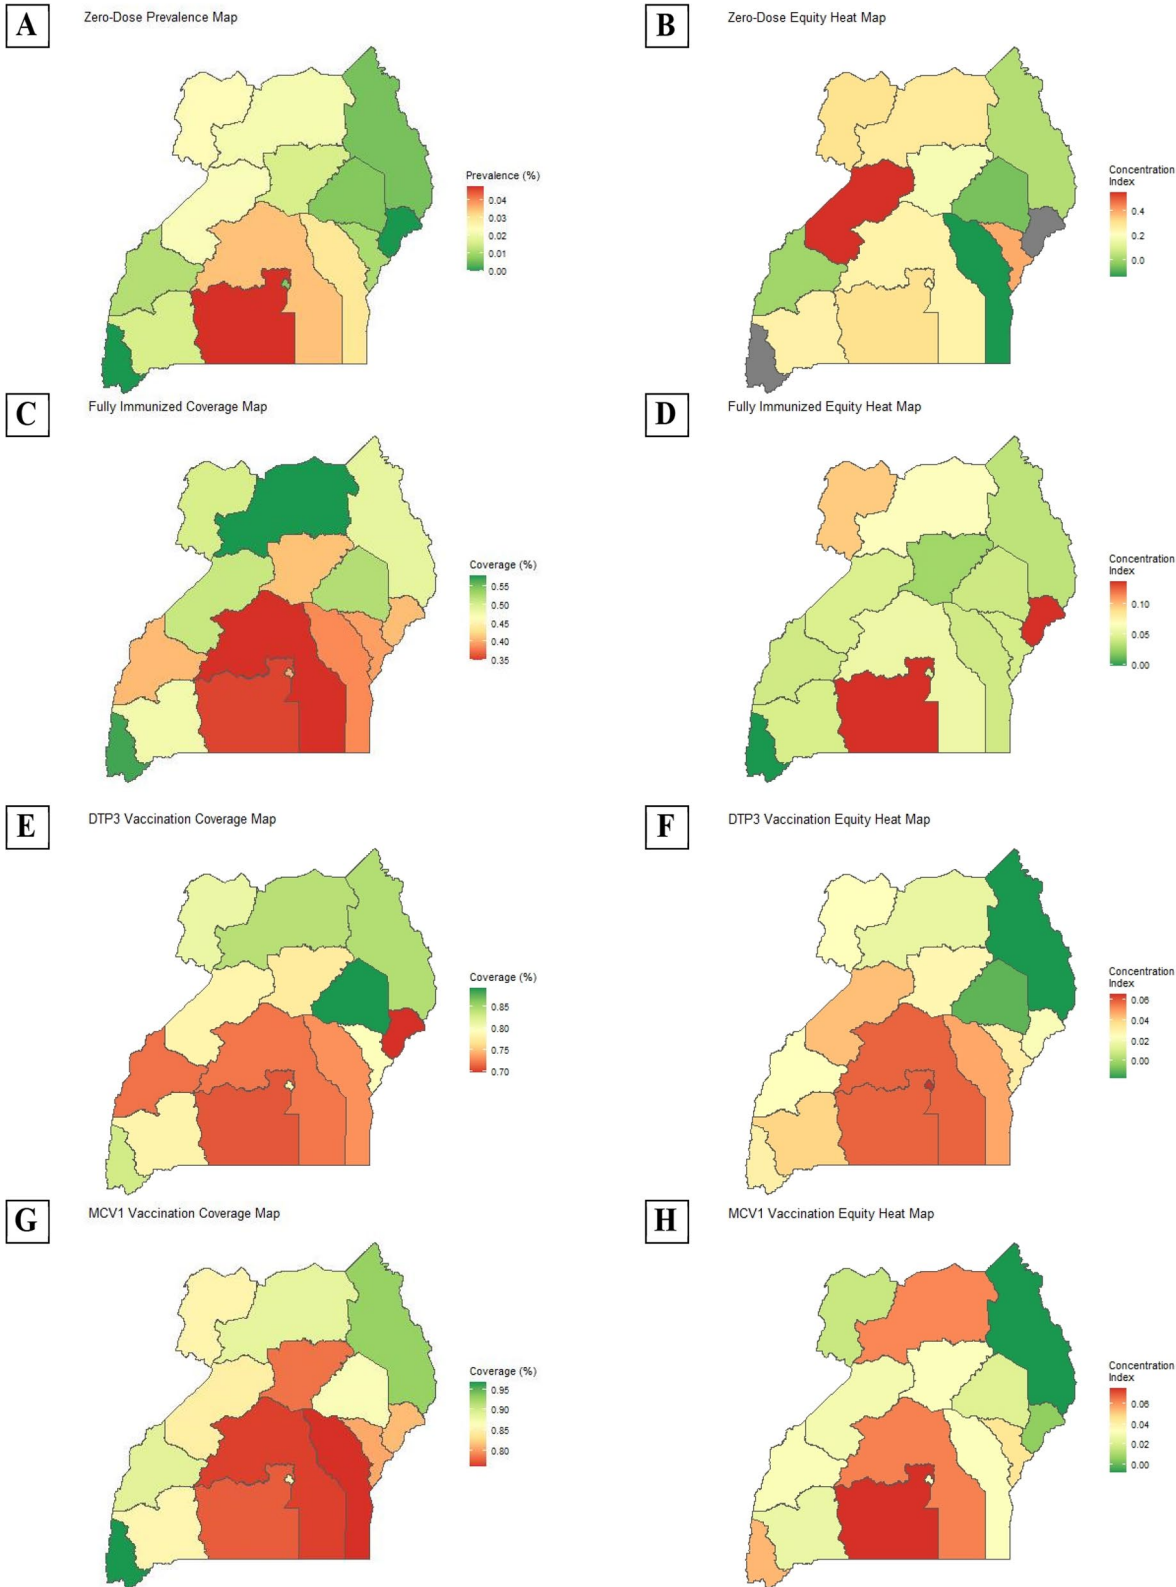 A
Zero-Dose Prevalence Map
Prevalence (%)
0.04
0.03
0.02
0.01
0.00
B
Zero-Dose Equity Heat Map
Concentration
Index
0.4
0.2
0.0
C
Fully Immunized Coverage Map
Coverage (%)
0.55
0.50
0.45
0.40
0.35
D
Fully Immunized Equity Heat Map
Concentration
Index
0.10
0.05
0.00
E
DTP3 Vaccination Coverage Map
Coverage (%)
0.85
0.80
0.75
0.70
F
DTP3 Vaccination Equity Heat Map
Concentration
Index
0.06
0.04
0.02
0.00
G
MCV1 Vaccination Coverage Map
Coverage (%)
0.95
0.90
0.85
0.80
H
MCV1 Vaccination Equity Heat Map
Concentration
Index
0.06
0.04
0.02
0.00